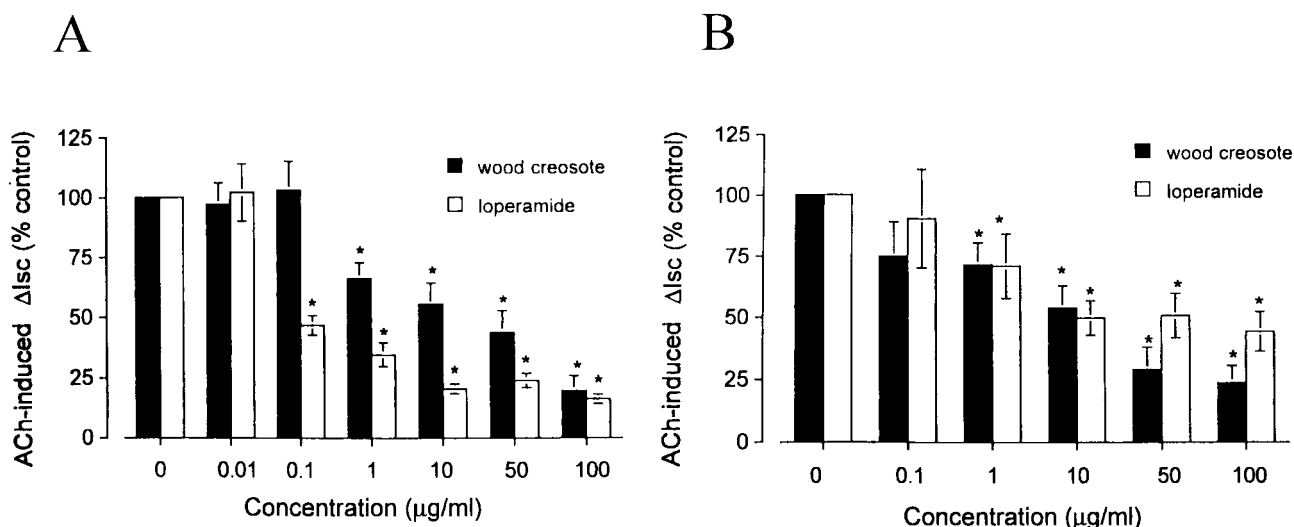 A
ACh-induced ΔIsc (% control)
125
100
75
50
25
0
wood creosote
loperamide
* * * * * * * * *
0 0.01 0.1 1 10 50 100
Concentration (μg/ml)
B
ACh-induced ΔIsc (% control)
125
100
75
50
25
0
wood creosote
loperamide
* * * * * * * *
0 0.1 1 10 50 100
Concentration (μg/ml)